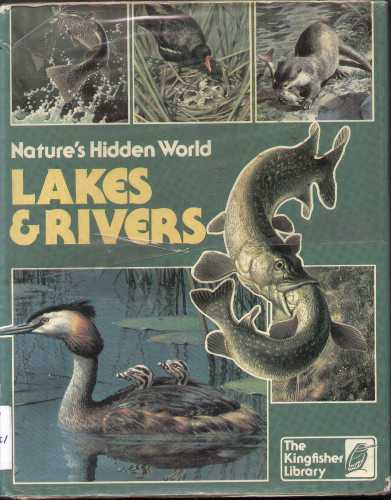 Nature's Hidden World
LAKES
& RIVERS
The
Kingfisher
Library